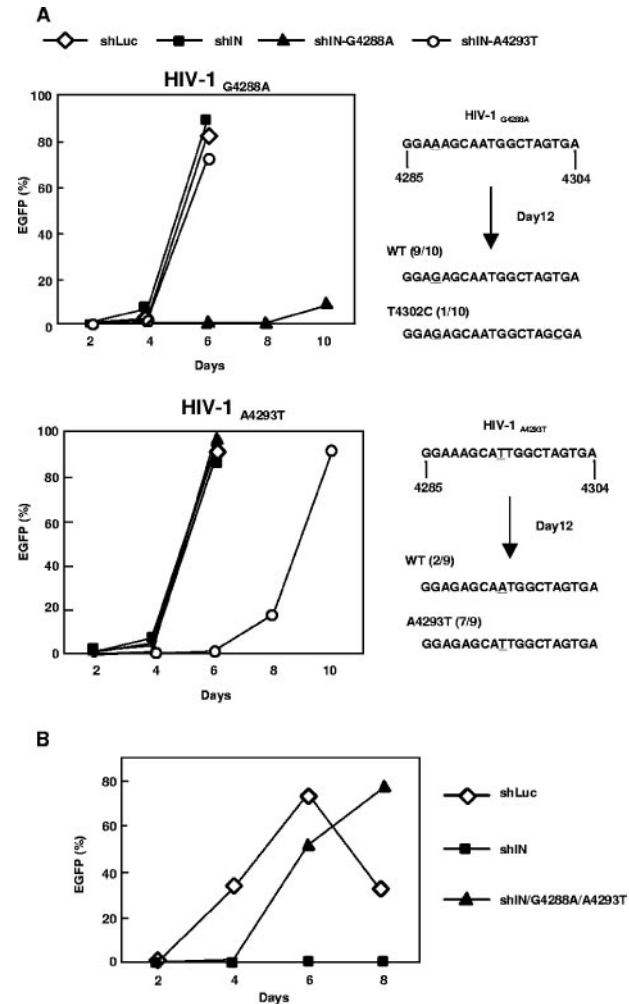 A
shLuc shIN shIN-G4288A shIN-A4293T
HIV-1 G4288A
100
80
60
40
20
0
EGFP (%)
2 4 6 8 10
Days
HIV-1 G4288A
GGAAAGCAATGGCTAGTGA
4285 4304
Day12
WT (9/10)
GGAGAGCAATGGCTAGTGA
T4302C (1/10)
GGAGAGCAATGGCTAGCGA
HIV-1 A4293T
100
80
60
40
20
0
EGFP (%)
2 4 6 8 10
Days
HIV-1 A4293T
GGAAAGCATTGGCTAGTGA
4285 4304
Day12
WT (2/9)
GGAGAGCAATGGCTAGTGA
A4293T (7/9)
GGAGAGCATTGGCTAGTGA
B
80
60
40
20
0
EGFP (%)
2 4 6 8
Days
shLuc
shIN
shIN/G4288A/A4293T